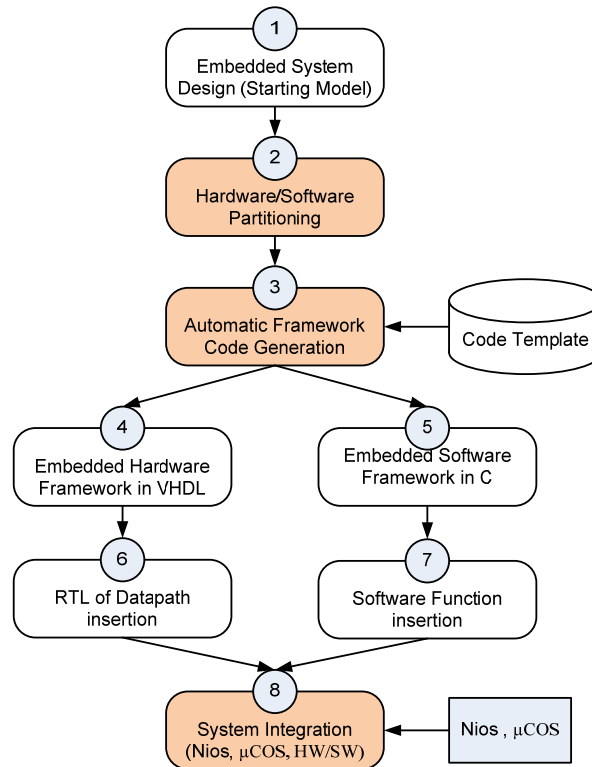 1
Embedded System
Design (Starting Model)
2
Hardware/Software
Partitioning
3
Automatic Framework
Code Generation
Code Template
4
Embedded Hardware
Framework in VHDL
5
Embedded Software
Framework in C
6
RTL of Datapath
insertion
7
Software Function
insertion
8
System Integration
(Nios, μCOS, HW/SW)
Nios , μCOS